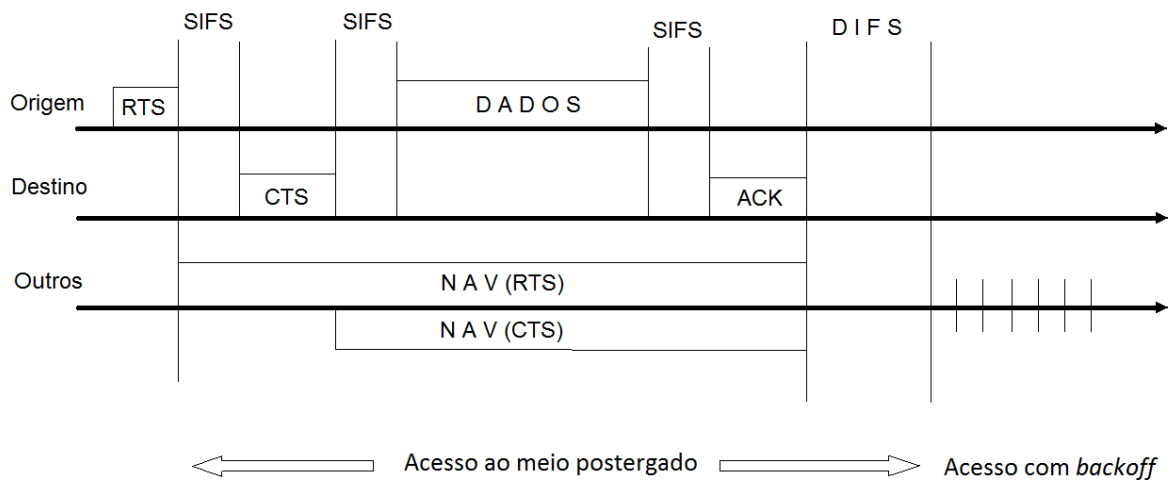 SIFS SIFS SIFS D I F S
Origem RTS D A D O S
Destino CTS ACK
Outros N A V (RTS)
N A V (CTS)
Acesso ao meio postergado Acesso com backoff